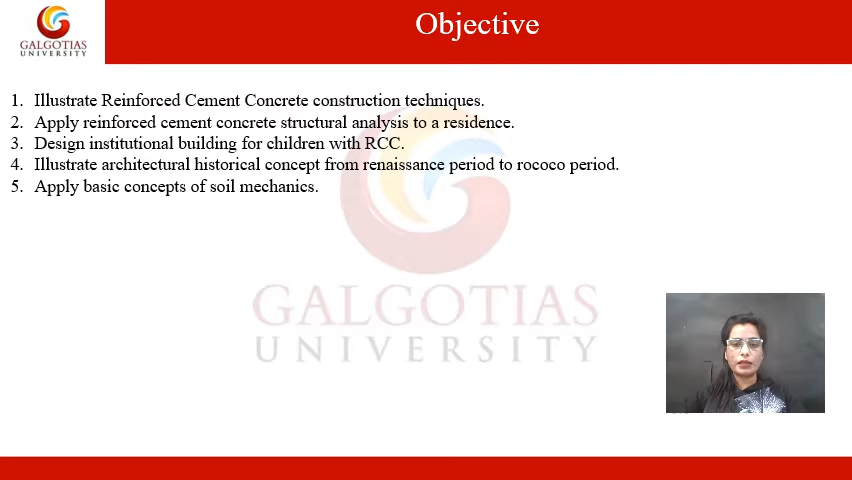 GALGOTIAS
UNIVERSITY
Objective
1. Illustrate Reinforced Cement Concrete construction techniques.
2. Apply reinforced cement concrete structural analysis to a residence.
3. Design institutional building for children with RCC.
4. Illustrate architectural historical concept from renaissance period to rococo period.
5. Apply basic concepts of soil mechanics.
GALGOTIAS
UNIVERSITY